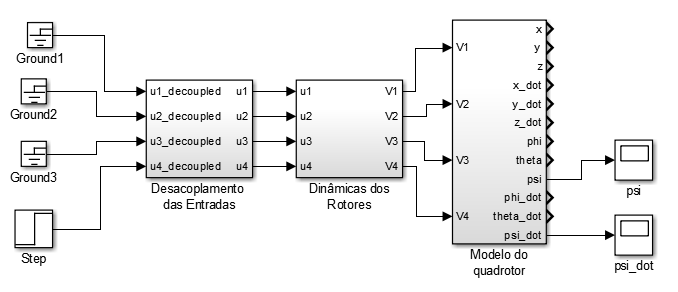 Ground1
Ground2
Ground3
Step
u1_decoupled
u2_decoupled
u3_decoupled
u4_decoupled
u1
u2
u3
u4
Desacoplamento
das Entradas
u1
u2
u3
u4
V1
V2
V3
V4
Dinâmicas dos
Rotores
V1
V2
V3
V4
x
y
z
x_dot
y_dot
z_dot
phi
theta
psi
phi_dot
theta_dot
psi_dot
Modelo do
quadrotor
psi
psi_dot